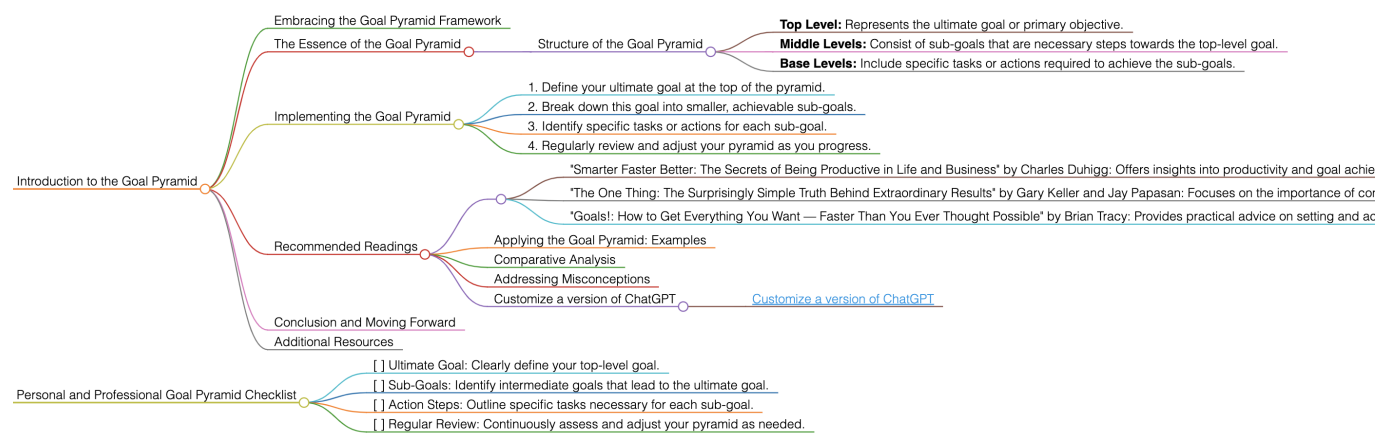 Introduction to the Goal Pyramid
Embracing the Goal Pyramid Framework
The Essence of the Goal Pyramid
Structure of the Goal Pyramid
Top Level: Represents the ultimate goal or primary objective.
Middle Levels: Consist of sub-goals that are necessary steps towards the top-level goal.
Base Levels: Include specific tasks or actions required to achieve the sub-goals.
Implementing the Goal Pyramid
1. Define your ultimate goal at the top of the pyramid.
2. Break down this goal into smaller, achievable sub-goals.
3. Identify specific tasks or actions for each sub-goal.
4. Regularly review and adjust your pyramid as you progress.
Recommended Readings
"Smarter Faster Better: The Secrets of Being Productive in Life and Business" by Charles Duhigg: Offers insights into productivity and goal
"The One Thing: The Surprisingly Simple Truth Behind Extraordinary Results" by Gary Keller and Jay Papasan: Focuses on the importance of
"Goals!: How to Get Everything You Want — Faster Than You Ever Thought Possible" by Brian Tracy: Provides practical advice on setting and
Applying the Goal Pyramid: Examples
Comparative Analysis
Addressing Misconceptions
Customize a version of ChatGPT
Customize a version of ChatGPT
Conclusion and Moving Forward
Additional Resources
Personal and Professional Goal Pyramid Checklist
[ ] Ultimate Goal: Clearly define your top-level goal.
[ ] Sub-Goals: Identify intermediate goals that lead to the ultimate goal.
[ ] Action Steps: Outline specific tasks necessary for each sub-goal.
[ ] Regular Review: Continuously assess and adjust your pyramid as needed.